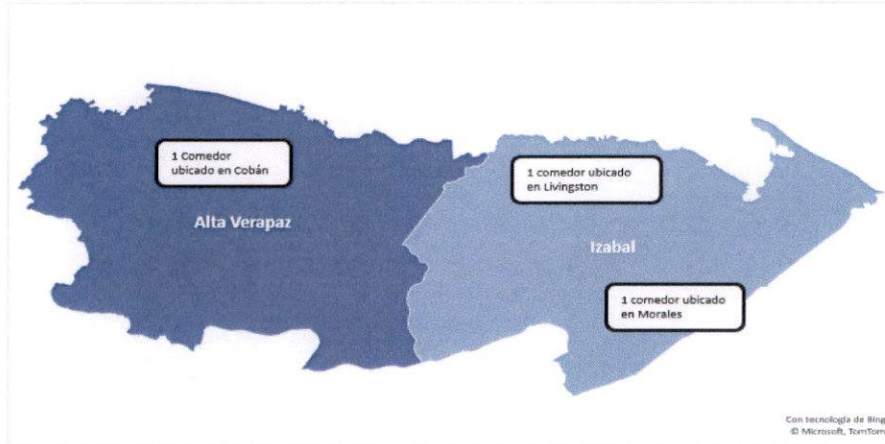 1 Comedor
ubicado en Cobán
1 comedor ubicado
en Livingston
Alta Verapaz
Izabal
1 comedor ubicado
en Morales
Con tecnología de Bing
© Microsoft, TomTom